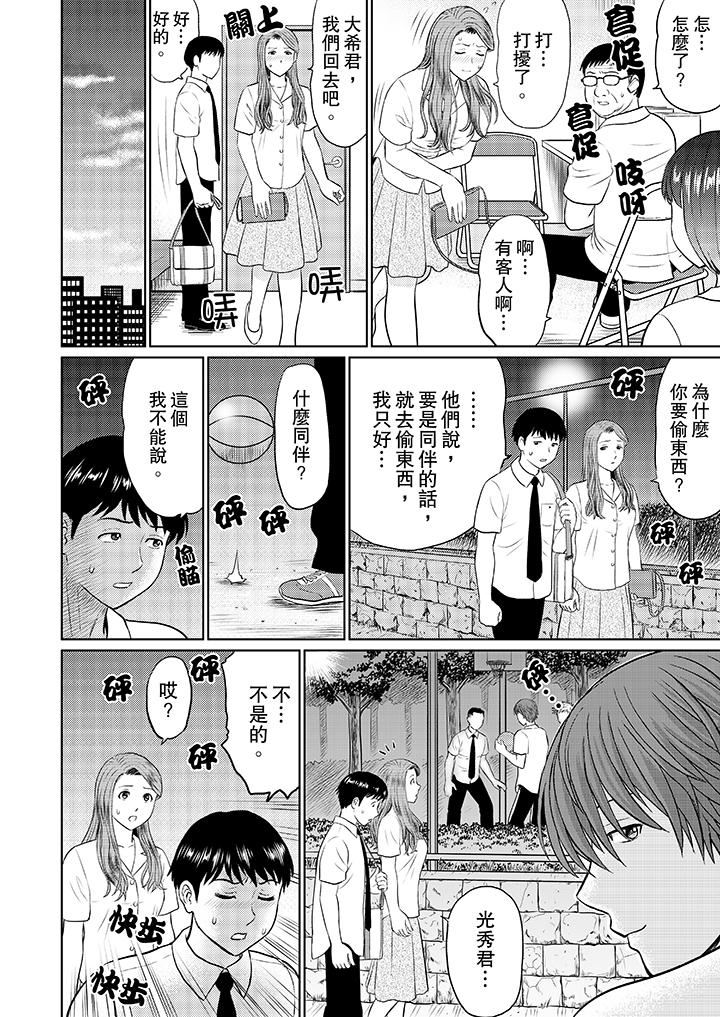 怎…
怎麼了？
倉促
倉促
吱呀
打…
打擾了。
啊…
有客人啊…
大希君，
我們回去吧。
關上
好…
好的。
哢
哢
為什麼
你要偷東西？
砰
砰
砰
……
他們說，
要是同伴的話，
就去偷東西，
我只好…
什麼同伴？
砰
砰
這個
我不能說。
砰
偷瞄
砰…
光秀君…
不…
不是的。
哎？
砰
砰
砰
快步
快步